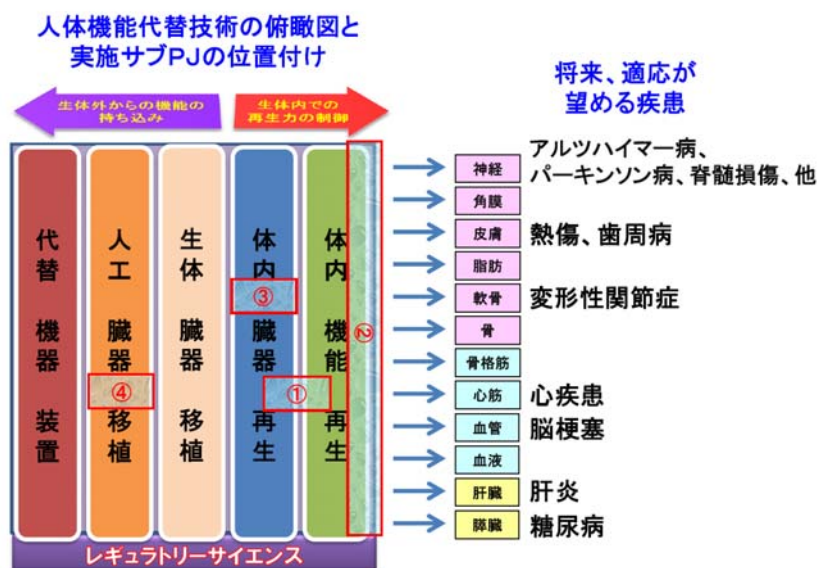 人体機能代替技術の俯瞰図と
実施サブPJの位置付け
生体外からの機能の
持ち込み
生体内での
再生力の制御
代替機器装置
人工臓器移植
生体臓器移植
体内臓器再生
体内機能再生
③
④
①
②
レギュラトリーサイエンス
将来、適応が
望める疾患
神経
アルツハイマー病、
パーキンソン病、脊髄損傷、他
角膜
皮膚 熱傷、歯周病
脂肪
軟骨 変形性関節症
骨
骨格筋
心筋 心疾患
血管 脳梗塞
血液
肝臓 肝炎
膵臓 糖尿病